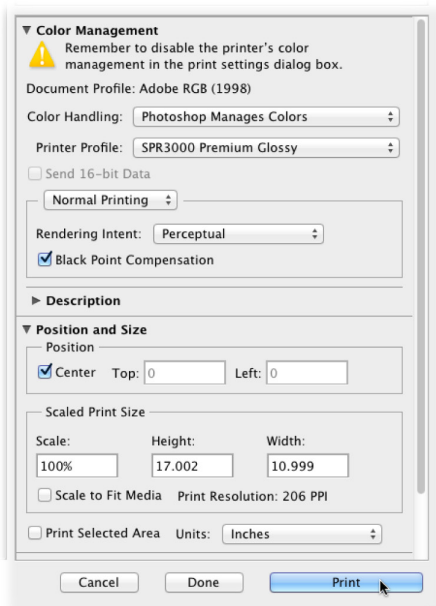 Color Management
Remember to disable the printer's color
management in the print settings dialog box.
Document Profile: Adobe RGB (1998)
Color Handling: Photoshop Manages Colors
Printer Profile: SPR3000 Premium Glossy
Send 16-bit Data
Normal Printing
Rendering Intent: Perceptual
Black Point Compensation
Description
Position and Size
Position
Center Top: 0 Left: 0
Scaled Print Size
Scale: Height: Width:
100% 17.002 10.999
Scale to Fit Media Print Resolution: 206 PPI
Print Selected Area Units: Inches
Cancel Done Print